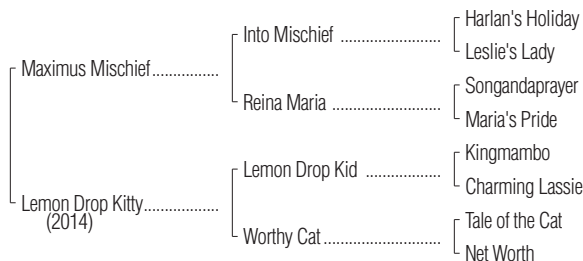 Harlan's Holiday
Into Mischief ........................
Leslie's Lady
Maximus Mischief................
Songandaprayer
Reina Maria ..........................
Maria's Pride
Kingmambo
Lemon Drop Kid ..................
Charming Lassie
Lemon Drop Kitty..................
(2014)
Tale of the Cat
Worthy Cat............................
Net Worth